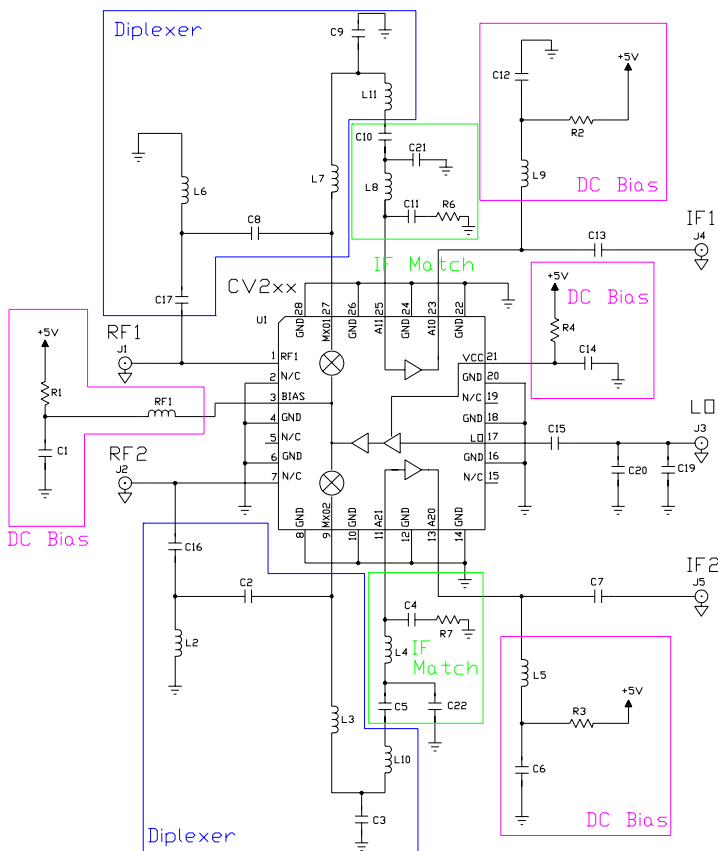 Diplexer
C9
C12
+5V
DC Bias
R2
L11
C10
C21
L7
L8
L9
L6
C11
R6
C8
C13
IF1
J4
IF Match
C17
CV2xx
U1
GND 28
MX01 27
GND 26
A11 25
GND 24
A10 23
GND 22
+5V
DC Bias
R4
C14
RF1
J1
+5V
R1
RF1
C1
DC Bias
1 RF1
2 N/C
3 BIAS
4 GND
5 N/C
6 GND
7 N/C
VCC 21
GND 20
N/C 19
GND 18
LO 17
GND 16
N/C 15
C15
LO
J3
C20
C19
RF2
J2
8 GND
9 MX02
10 GND
11 A21
12 GND
13 A20
14 GND
C16
C2
L2
C4
R7
L4
IF
Match
C5
C22
C7
IF2
J5
L5
+5V
R3
C6
DC Bias
L3
L10
C3
Diplexer